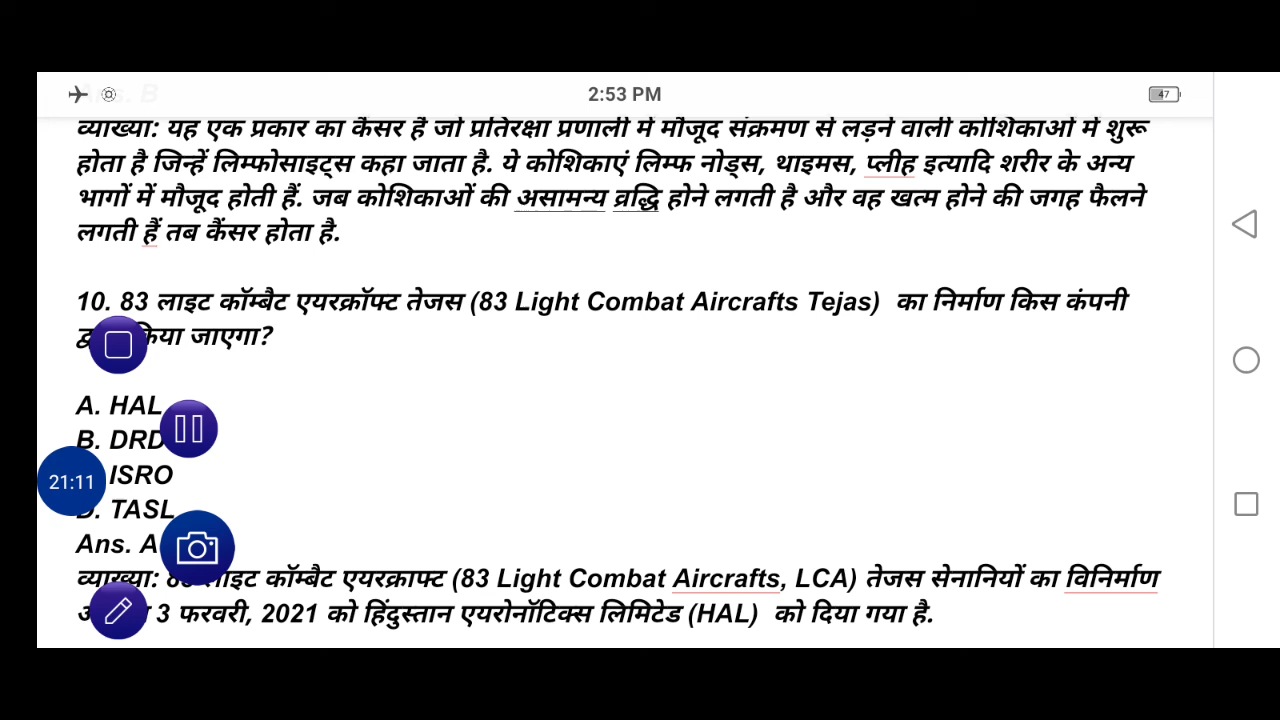 2:53 PM
47
Ans. B
व्याख्या: यह एक प्रकार का कैंसर है जो प्रतिरक्षा प्रणाली में मौजूद संक्रमण से लड़ने वाली कोशिकाओं में शुरू
होता है जिन्हें लिम्फोसाइट्स कहा जाता है. ये कोशिकाएं लिम्फ नोड्स, थाइमस, प्लीह इत्यादि शरीर के अन्य
भागों में मौजूद होती हैं. जब कोशिकाओं की असामन्य व्रद्धि होने लगती है और वह खत्म होने की जगह फैलने
लगती हैं तब कैंसर होता है.
10. 83 लाइट कॉम्बैट एयरक्रॉफ्ट तेजस (83 Light Combat Aircrafts Tejas) का निर्माण किस कंपनी
जाएगा?
A. HAL
B. DRD
21:11
ISRO
D. TASL
Ans. A
व्याख्या: लाइट कॉम्बैट एयरक्राफ्ट (83 Light Combat Aircrafts, LCA) तेजस सेनानियों का विनिर्माण
3 फरवरी, 2021 को हिंदुस्तान एयरोनॉटिक्स लिमिटेड (HAL) को दिया गया है.